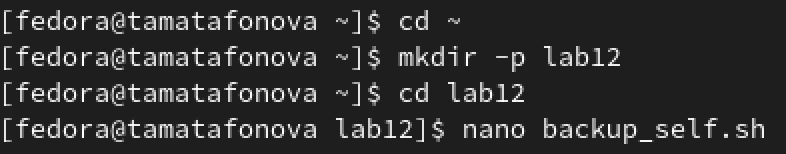 [fedora@tamatafonova ~]$ cd ~
[fedora@tamatafonova ~]$ mkdir -p lab12
[fedora@tamatafonova ~]$ cd lab12
[fedora@tamatafonova lab12]$ nano backup_self.sh